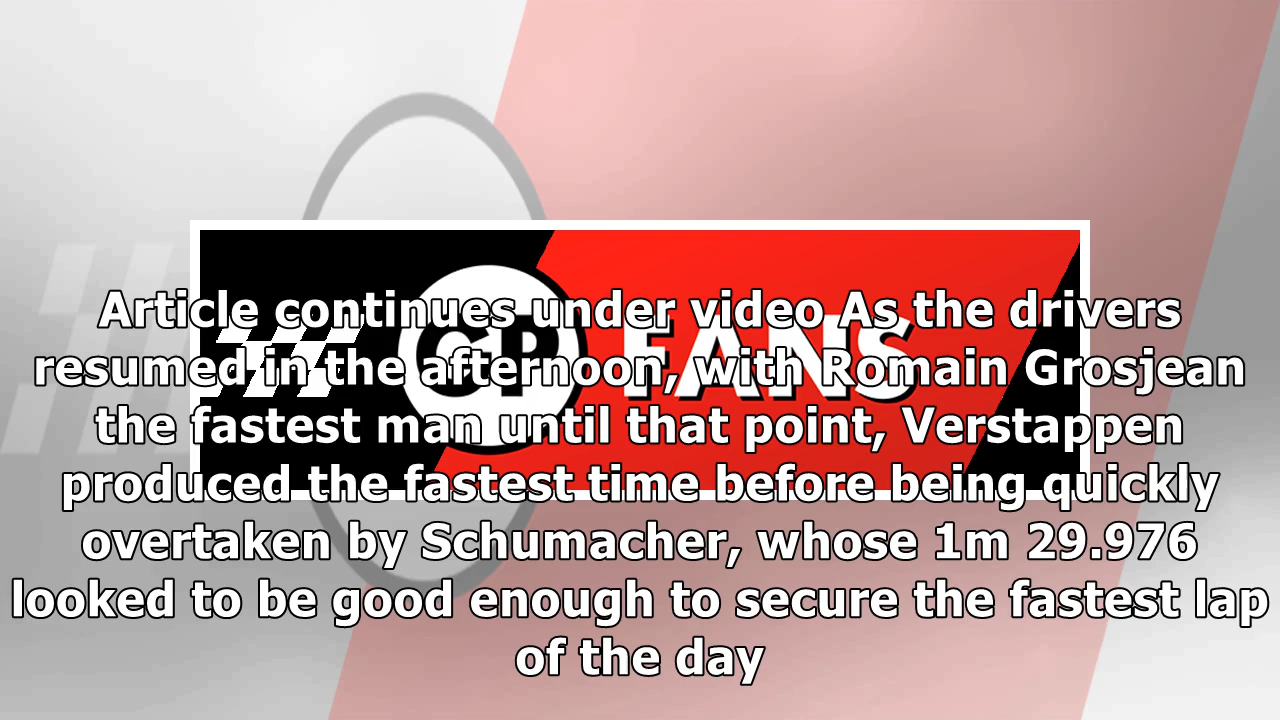 GP FANS
Article continues under video As the drivers
resumed in the afternoon, with Romain Grosjean
the fastest man until that point, Verstappen
produced the fastest time before being quickly
overtaken by Schumacher, whose 1m 29.976
looked to be good enough to secure the fastest lap
of the day